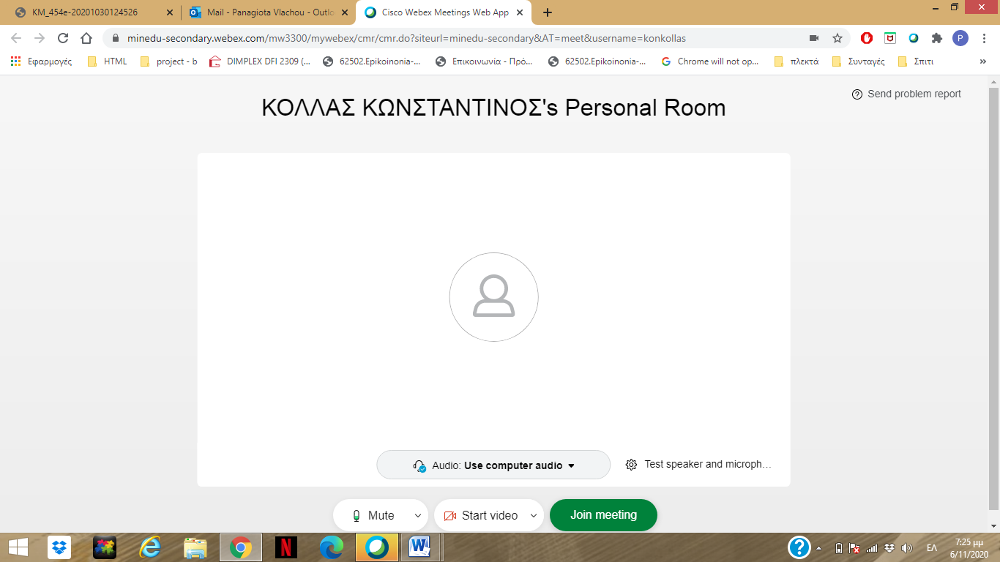 KM_454e-20201030124526
Mail - Panagiota Vlachou - Outlo
Cisco Webex Meetings Web App
minedu-secondary.webex.com/mw3300/mywebex/cmr/cmr.do?siteurl=minedu-secondary&AT=meet&username=konkollas
P
Εφαρμογές HTML project - b DIMPLEX DFI 2309 (... 62502.Epikoinonia-... Επικοινωνία - Πρό... 62502.Epikoinonia-... Chrome will not op... πλεκτά Συνταγές Σπιτι »
Send problem report
ΚΟΛΛΑΣ ΚΩΝΣΤΑΝΤΙΝΟΣ's Personal Room
Audio: Use computer audio
Test speaker and microph...
Mute
Start video
Join meeting
ΕΛ
7:25 μμ
6/11/2020